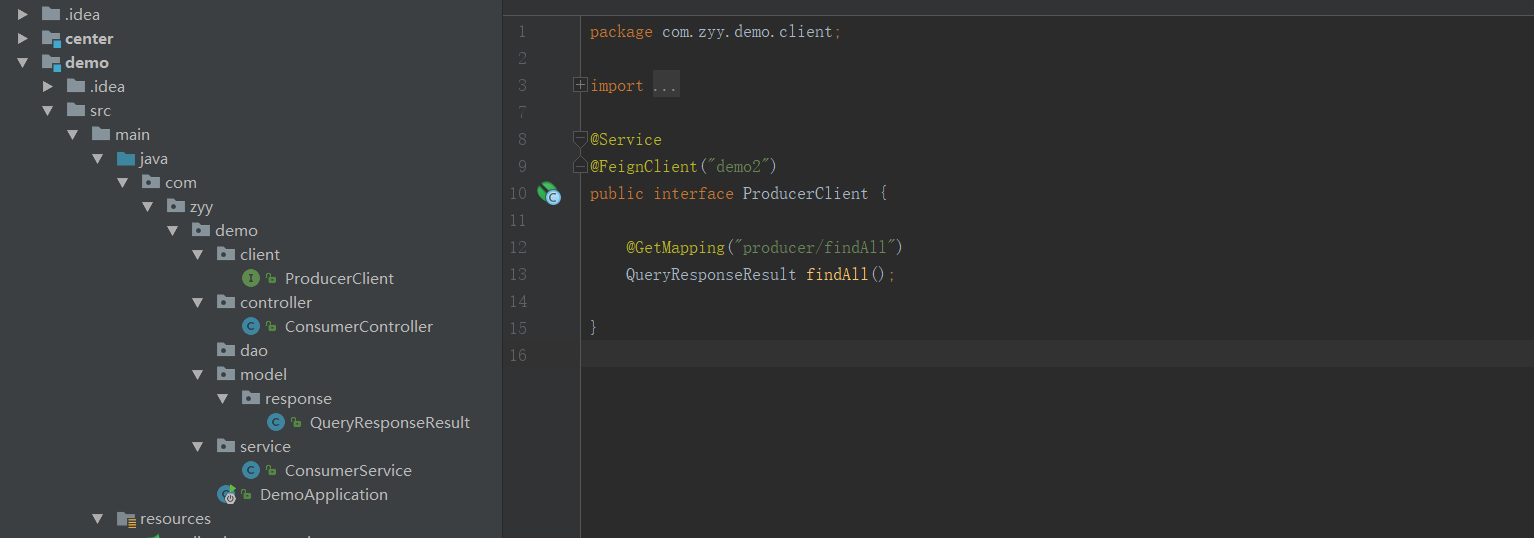 .idea
center
demo
.idea
src
main
java
com
zyy
demo
client
I ProducerClient
controller
C ConsumerController
dao
model
response
C QueryResponseResult
service
C ConsumerService
DemoApplication
resources
1 package com.zyy.demo.client;
2
3 import ...
7
8 @Service
9 @FeignClient("demo2")
10 C public interface ProducerClient {
11
12 @GetMapping("producer/findAll")
13 QueryResponseResult findAll();
14
15 }
16